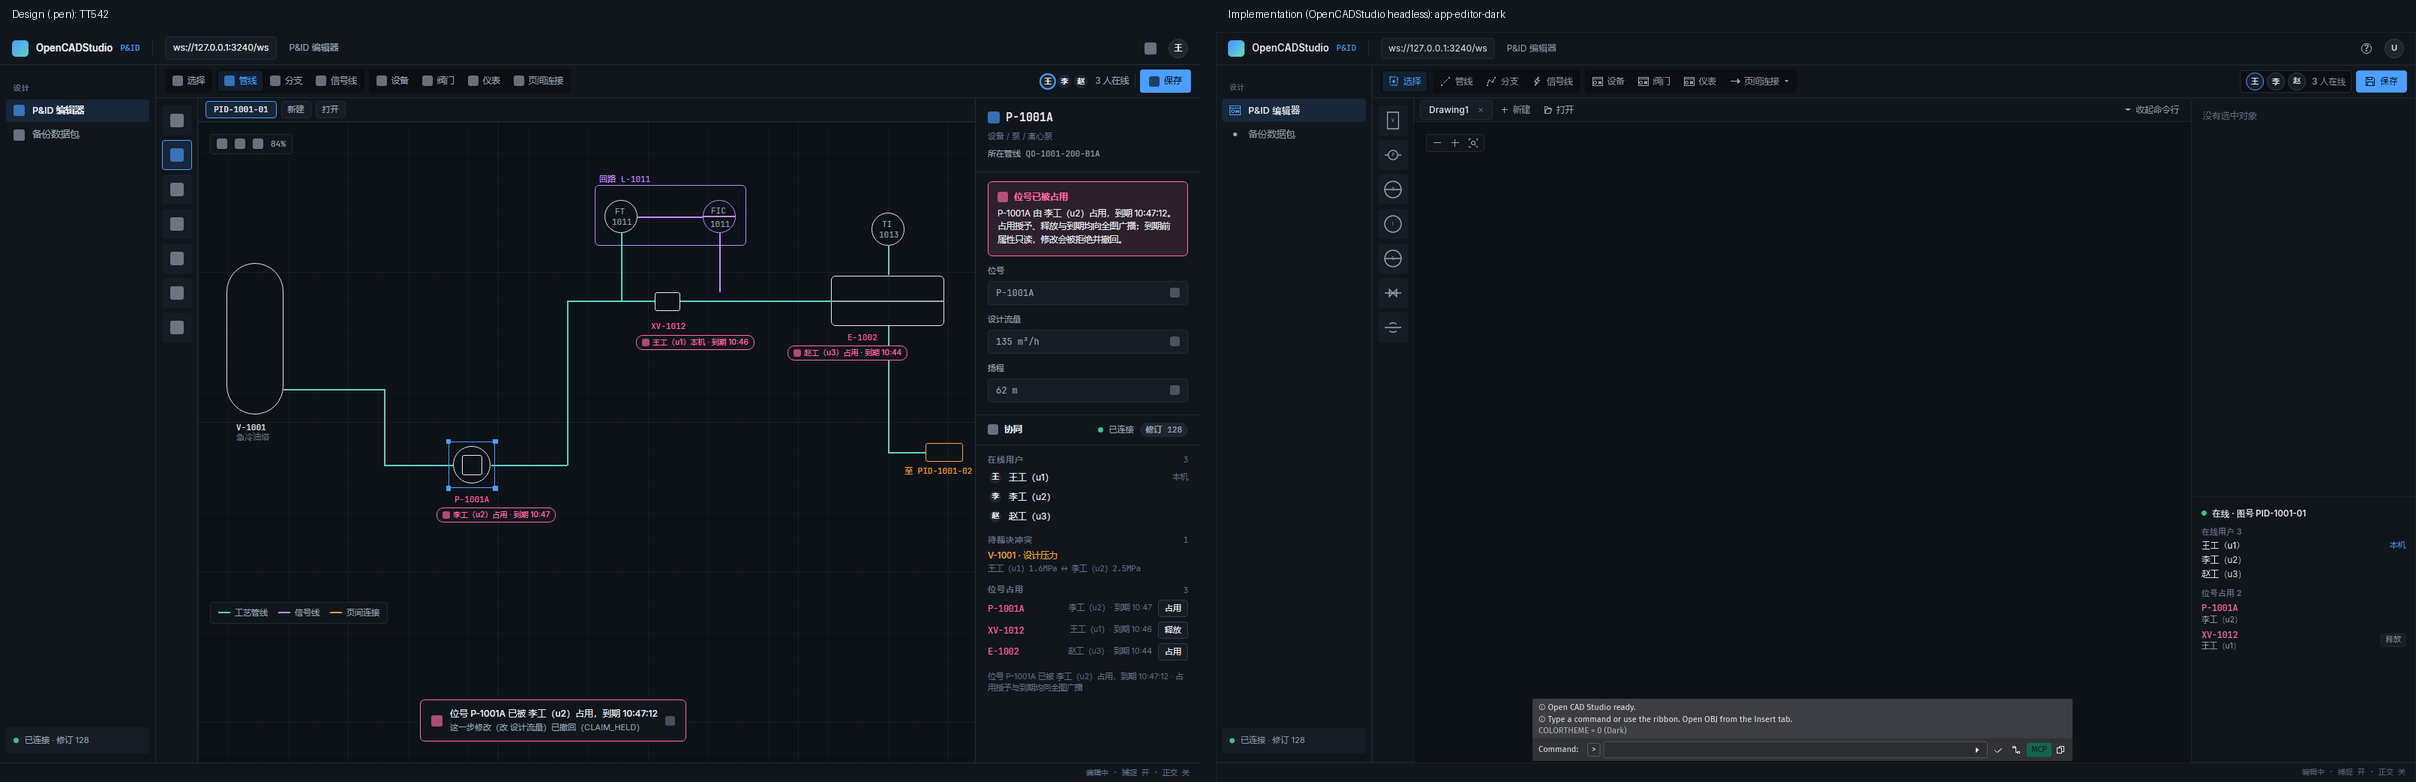 Design (.pen): TT542
OpenCADStudio P&ID
ws://127.0.0.1:3240/ws
P&ID 编辑器
王
设计
P&ID 编辑器
备份数据包
选择
管线
分支
信号线
设备
阀门
仪表
页间连接
王 李 赵 3 人在线
保存
PID-1001-01
新建
打开
84%
回路 L-1011
FT
1011
FIC
1011
TI
1013
XV-1012
王工（u1）本机 · 到期 10:46
E-1002
赵工（u3）占用 · 到期 10:44
V-1001
急冷油塔
至 PID-1001-02
P-1001A
李工（u2）占用 · 到期 10:47
工艺管线
信号线
页间连接
位号 P-1001A 已被 李工（u2）占用，到期 10:47:12
这一步修改（改 设计流量）已撤回（CLAIM_HELD）
已连接 · 修订 128
P-1001A
设备 / 泵 / 离心泵
所在管线 QO-1001-200-B1A
位号已被占用
P-1001A 由 李工（u2）占用，到期 10:47:12。
占用授予、释放与到期均向全图广播；到期前
属性只读，修改会被拒绝并撤回。
位号
P-1001A
设计流量
135 m³/h
扬程
62 m
协同
已连接
修订 128
在线用户 3
王 王工（u1） 本机
李 李工（u2）
赵 赵工（u3）
待裁决冲突 1
V-1001 · 设计压力
王工（u1）1.6MPa ↔ 李工（u2）2.5MPa
位号占用 3
P-1001A 李工（u2）· 到期 10:47 占用
XV-1012 王工（u1）· 到期 10:46 释放
E-1002 赵工（u3）· 到期 10:44 占用
位号 P-1001A 已被 李工（u2）占用，到期 10:47:12 · 占
用授予与到期均向全图广播
编辑中 · 捕捉 开 · 正交 关
Implementation (OpenCADStudio headless): app-editor-dark
OpenCADStudio P&ID
ws://127.0.0.1:3240/ws
P&ID 编辑器
U
设计
P&ID 编辑器
备份数据包
选择
管线
分支
信号线
设备
阀门
仪表
页间连接
王 李 赵 3 人在线
保存
Drawing1 ×
+ 新建
打开
收起命令行
没有选中对象
在线 · 图号 PID-1001-01
在线用户 3
王工（u1） 本机
李工（u2）
赵工（u3）
位号占用 2
P-1001A
李工（u2）
XV-1012 释放
王工（u1）
Open CAD Studio ready.
Type a command or use the ribbon. Open OBJ from the Insert tab.
COLORTHEME = 0 (Dark)
Command: >
MCP
已连接 · 修订 128
编辑中 · 捕捉 开 · 正交 关